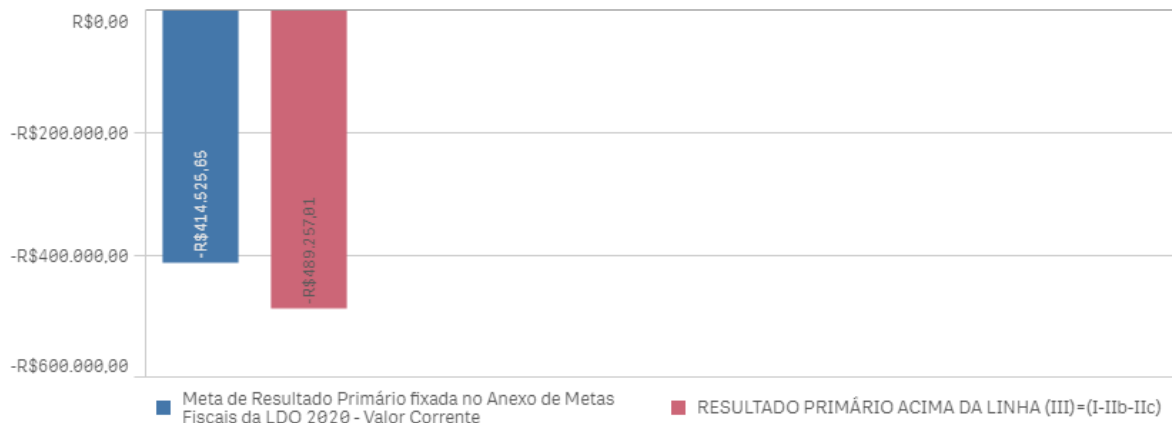 R$0,00
-R$200.000,00
-R$400.000,00
-R$600.000,00
-R$414.525,65
-R$489.257,01
Meta de Resultado Primário fixada no Anexo de Metas
Fiscais da LDO 2020 - Valor Corrente
RESULTADO PRIMÁRIO ACIMA DA LINHA (III)=(I-IIb-IIc)